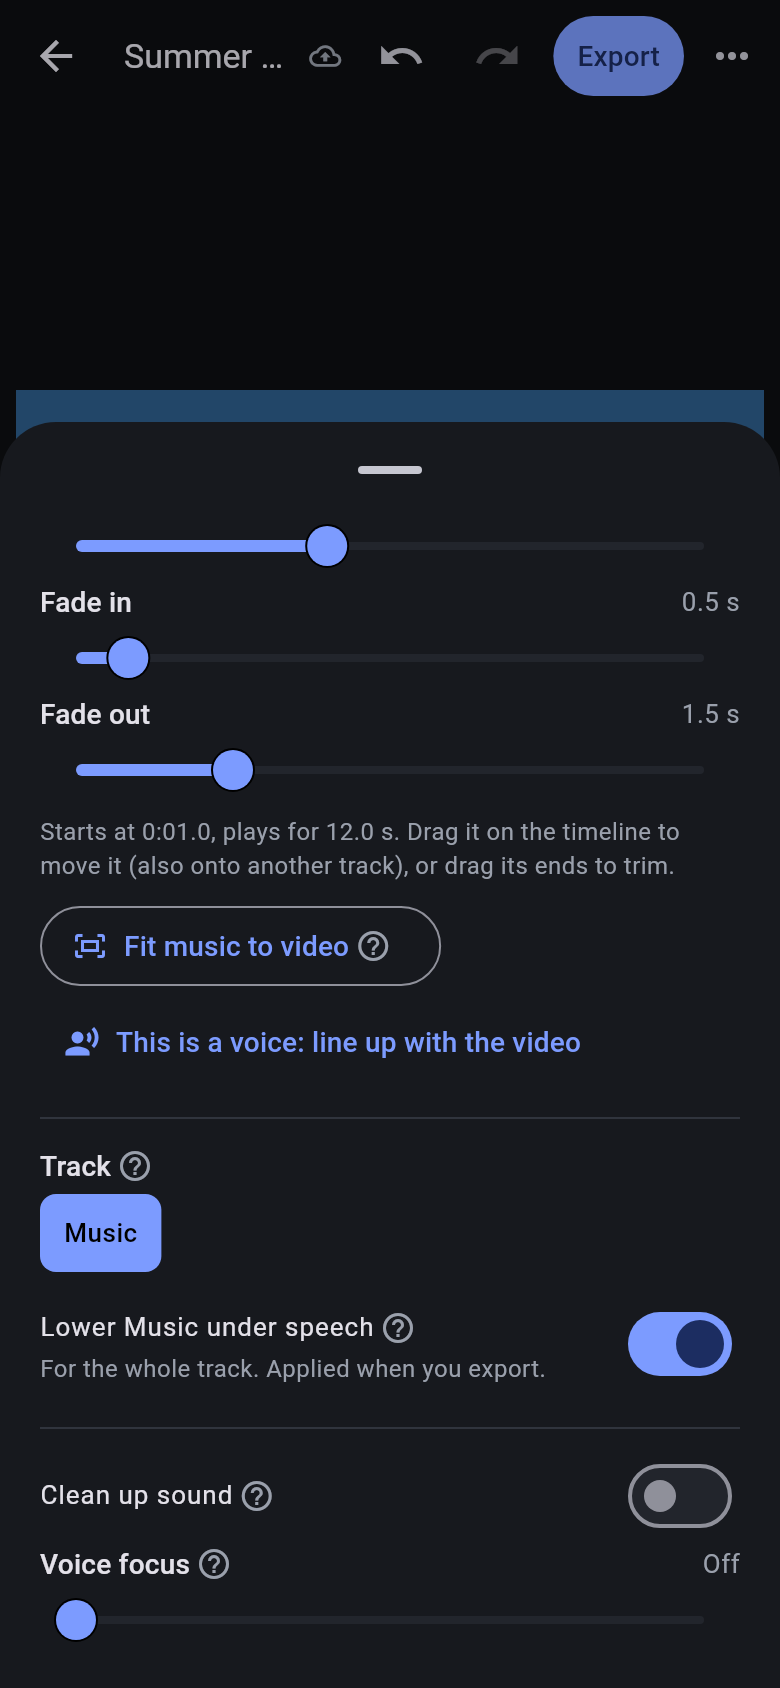 Summer ...
Export
Fade in
0.5 s
Fade out
1.5 s
Starts at 0:01.0, plays for 12.0 s. Drag it on the timeline to
move it (also onto another track), or drag its ends to trim.
Fit music to video
This is a voice: line up with the video
Track
Music
Lower Music under speech
For the whole track. Applied when you export.
Clean up sound
Voice focus
Off